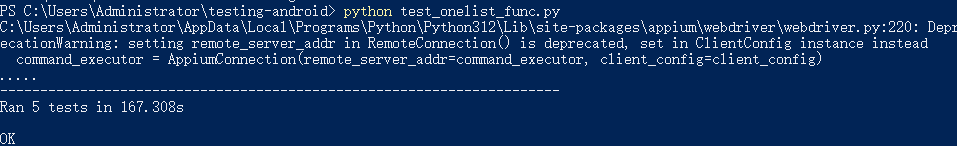 PS C:\Users\Administrator\testing-android> python test_onelist_func.py
C:\Users\Administrator\AppData\Local\Programs\Python\Python312\Lib\site-packages\appium\webdriver\webdriver.py:220: Depr
ecationWarning: setting remote_server_addr in RemoteConnection() is deprecated, set in ClientConfig instance instead
  command_executor = AppiumConnection(remote_server_addr=command_executor, client_config=client_config)
.....
----------------------------------------------------------------------
Ran 5 tests in 167.308s
OK